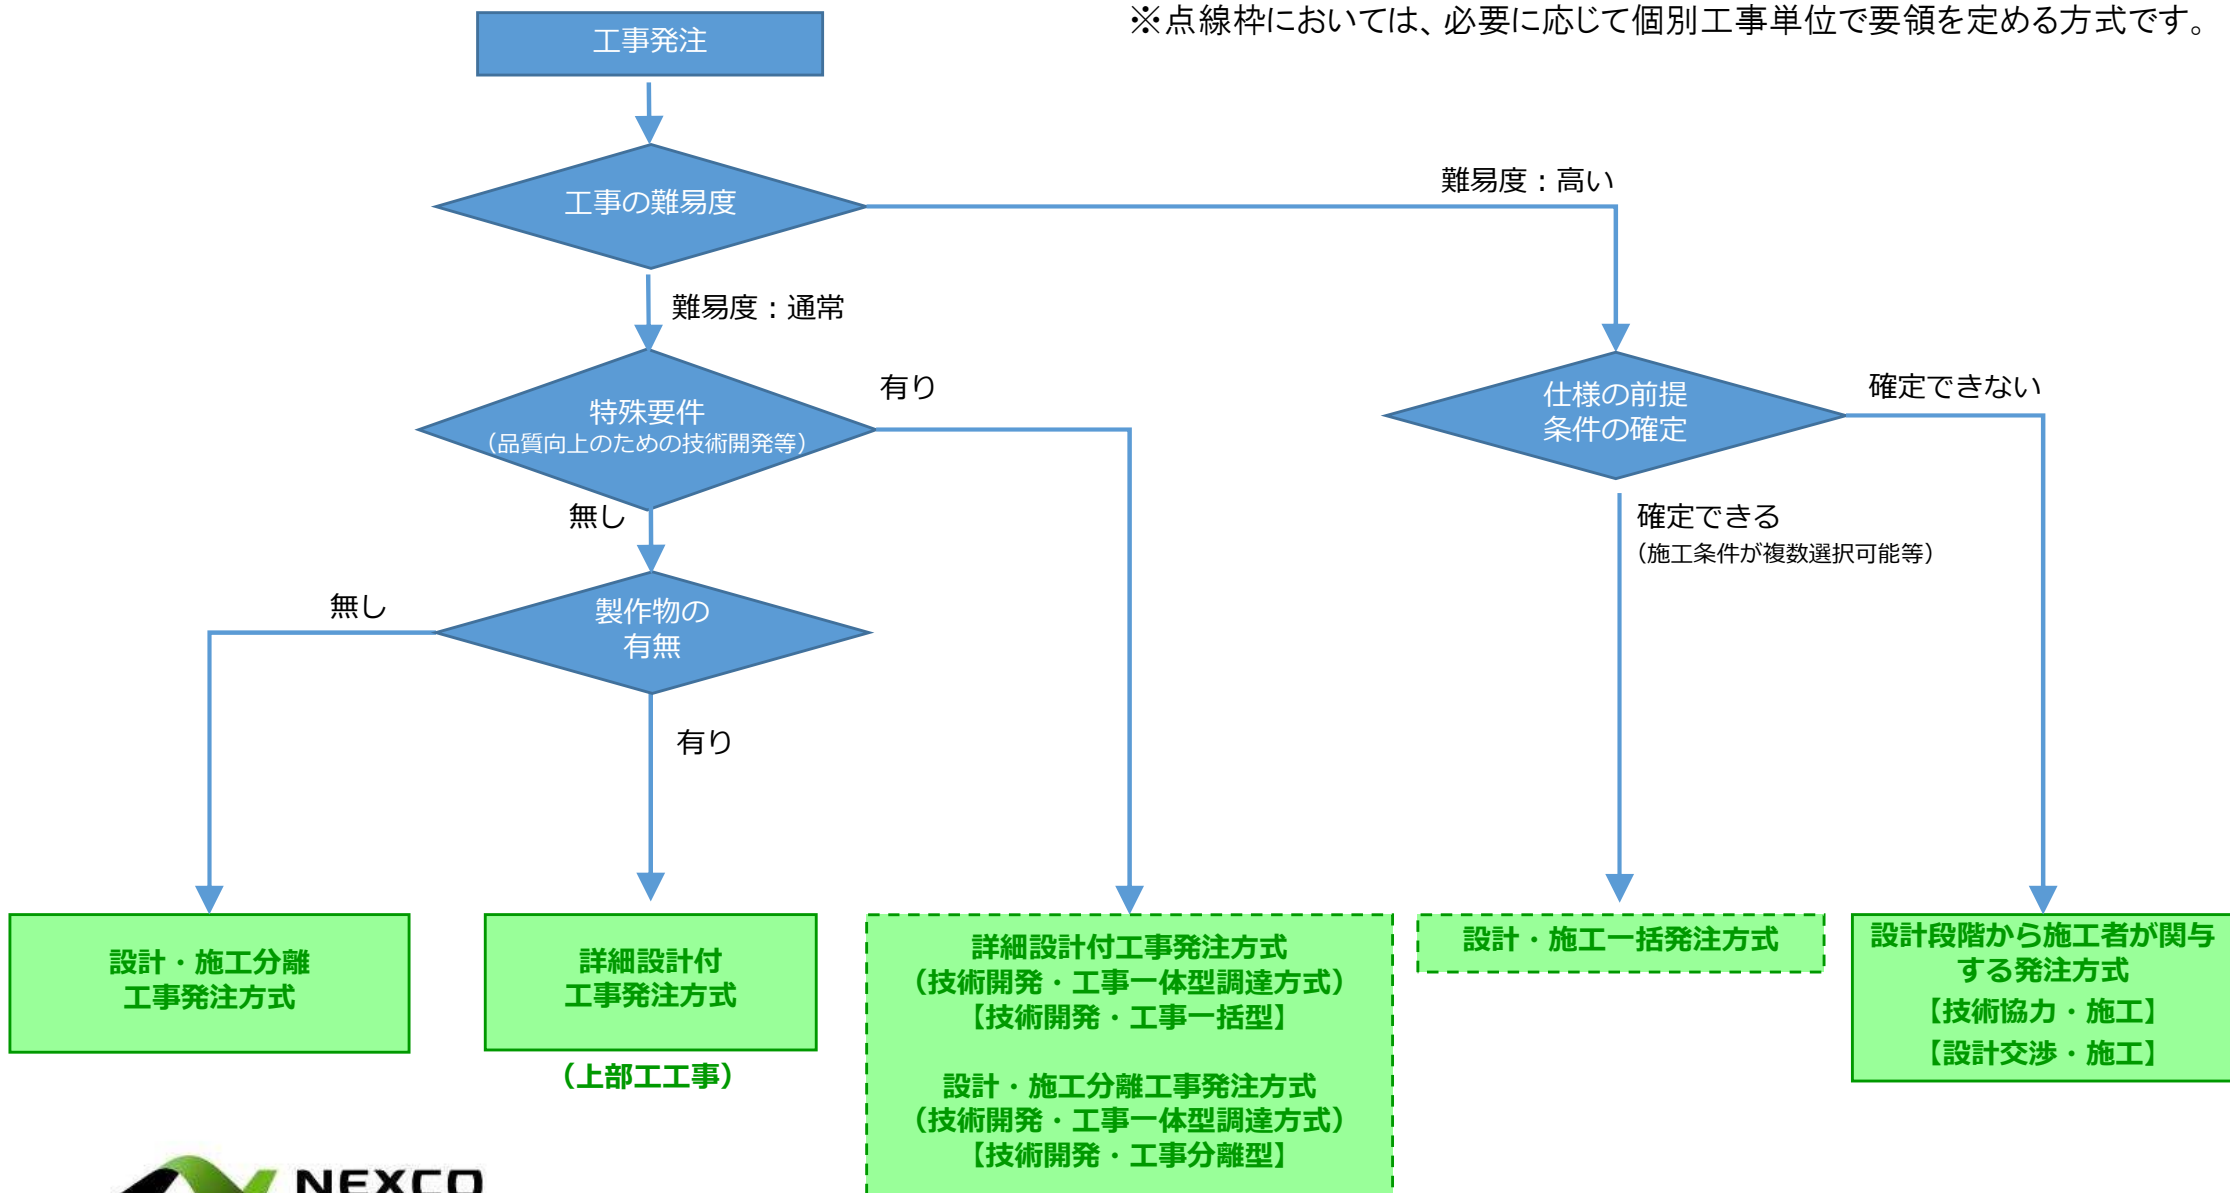 ※点線枠においては、必要に応じて個別工事単位で要領を定める方式です。
工事発注
工事の難易度
難易度：高い
難易度：通常
特殊要件
（品質向上のための技術開発等）
有り
仕様の前提
条件の確定
確定できない
無し
確定できる
（施工条件が複数選択可能等）
製作物の
有無
無し
有り
設計・施工分離
工事発注方式
詳細設計付
工事発注方式
（上部工工事）
詳細設計付工事発注方式
（技術開発・工事一体型調達方式）
【技術開発・工事一括型】
設計・施工分離工事発注方式
（技術開発・工事一体型調達方式）
【技術開発・工事分離型】
設計・施工一括発注方式
設計段階から施工者が関与
する発注方式
【技術協力・施工】
【設計交渉・施工】
NEXCO